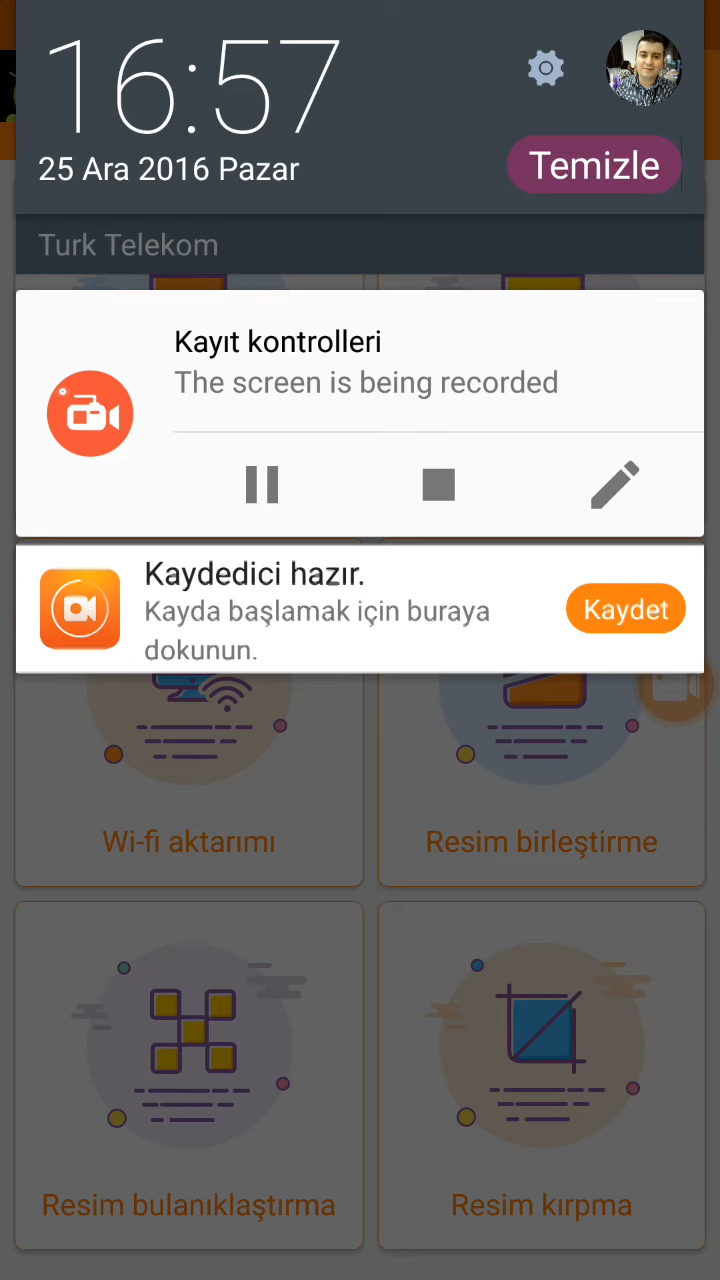 16:57
25 Ara 2016 Pazar
Temizle
Turk Telekom
Kayıt kontrolleri
The screen is being recorded
Kaydedici hazır.
Kayda başlamak için buraya
dokunun.
Kaydet
Wi-fi aktarımı
Resim birleştirme
Resim bulanıklaştırma
Resim kırpma